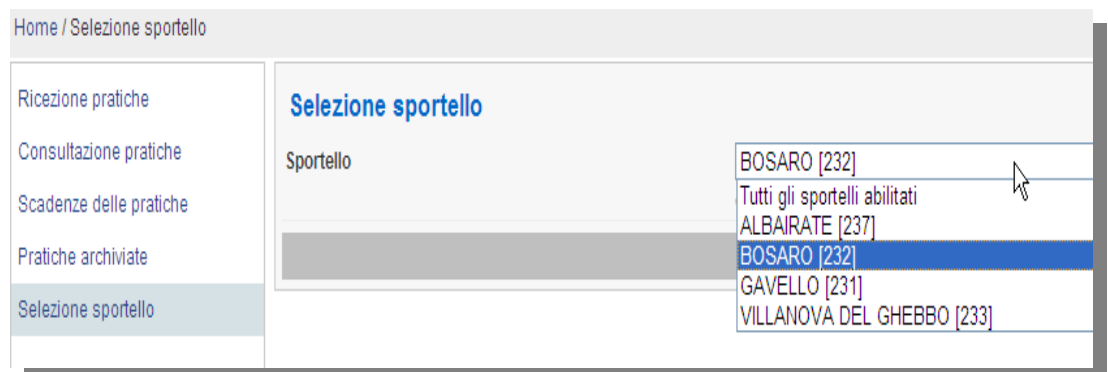 Home / Selezione sportello
Ricezione pratiche
Consultazione pratiche
Scadenze delle pratiche
Pratiche archiviate
Selezione sportello
Selezione sportello
Sportello
BOSARO [232]
Tutti gli sportelli abilitati
ALBAIRATE [237]
BOSARO [232]
GAVELLO [231]
VILLANOVA DEL GHEBBO [233]